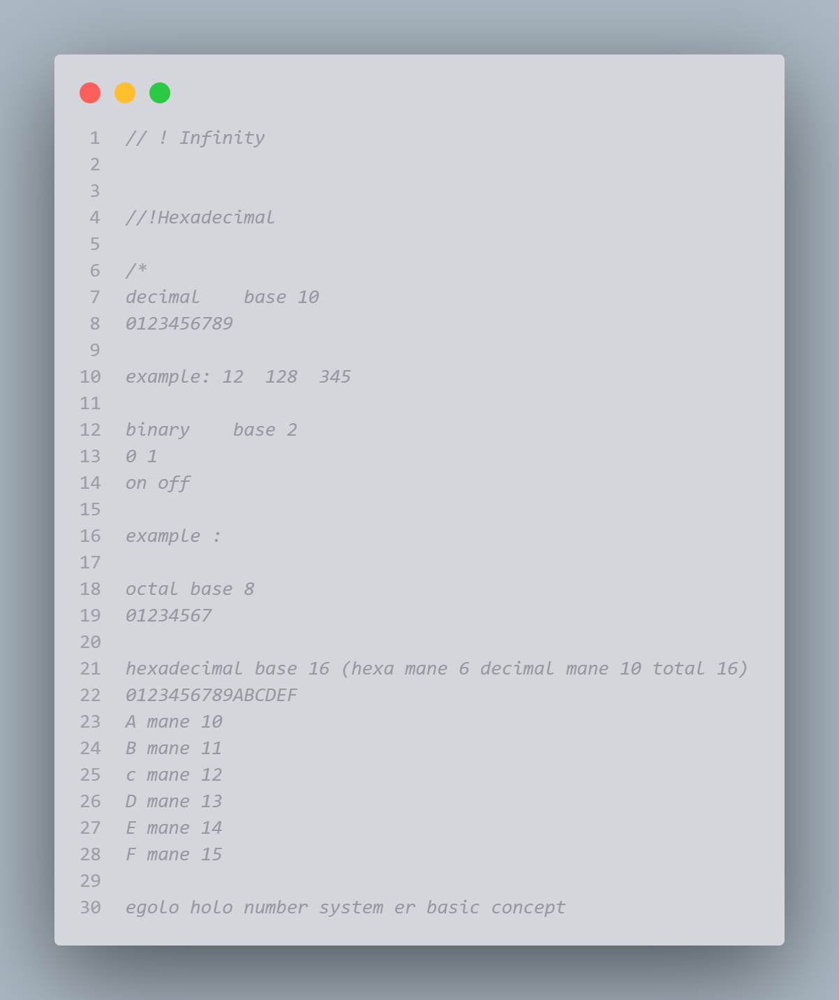 1 // ! Infinity
2
3
4 //!Hexadecimal
5
6 /*
7 decimal    base 10
8 0123456789
9
10 example: 12  128  345
11
12 binary    base 2
13 0 1
14 on off
15
16 example :
17
18 octal base 8
19 01234567
20
21 hexadecimal base 16 (hexa mane 6 decimal mane 10 total 16)
22 0123456789ABCDEF
23 A mane 10
24 B mane 11
25 c mane 12
26 D mane 13
27 E mane 14
28 F mane 15
29
30 egolo holo number system er basic concept